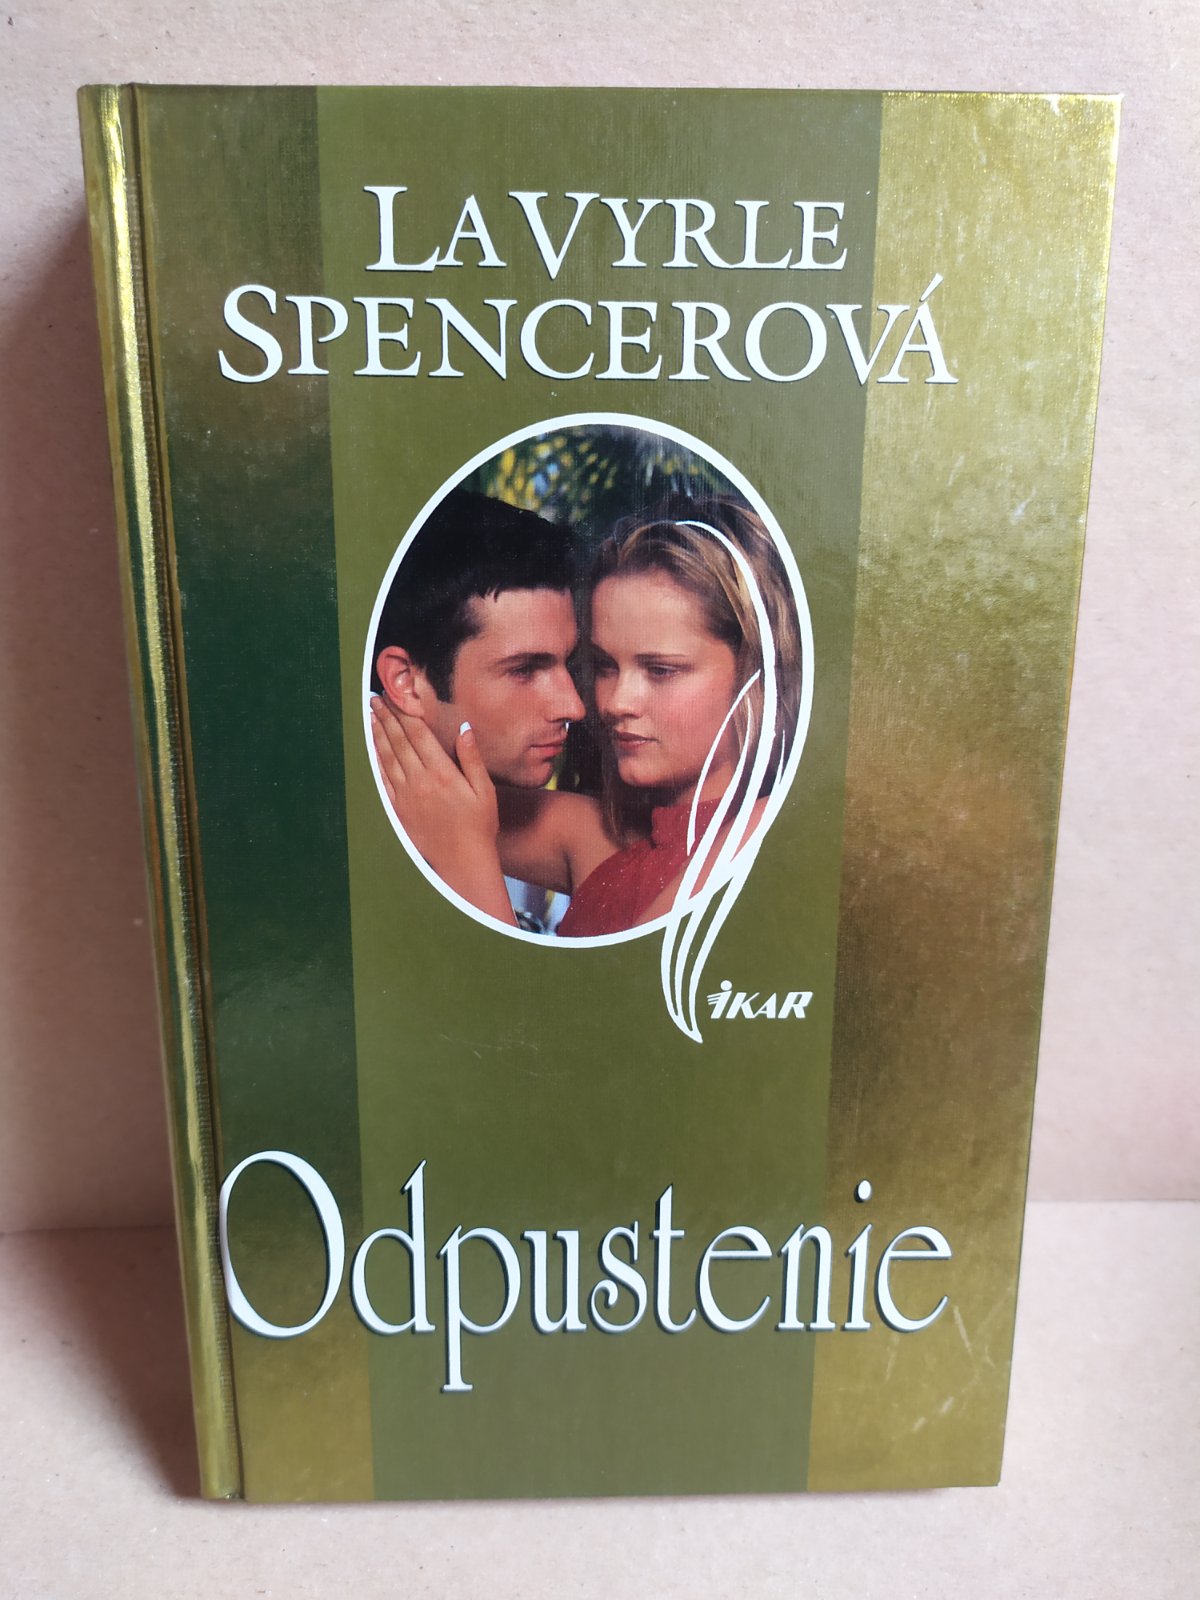 LAVYRLE
SPENCEROVÁ
IKAR
Odpustenie